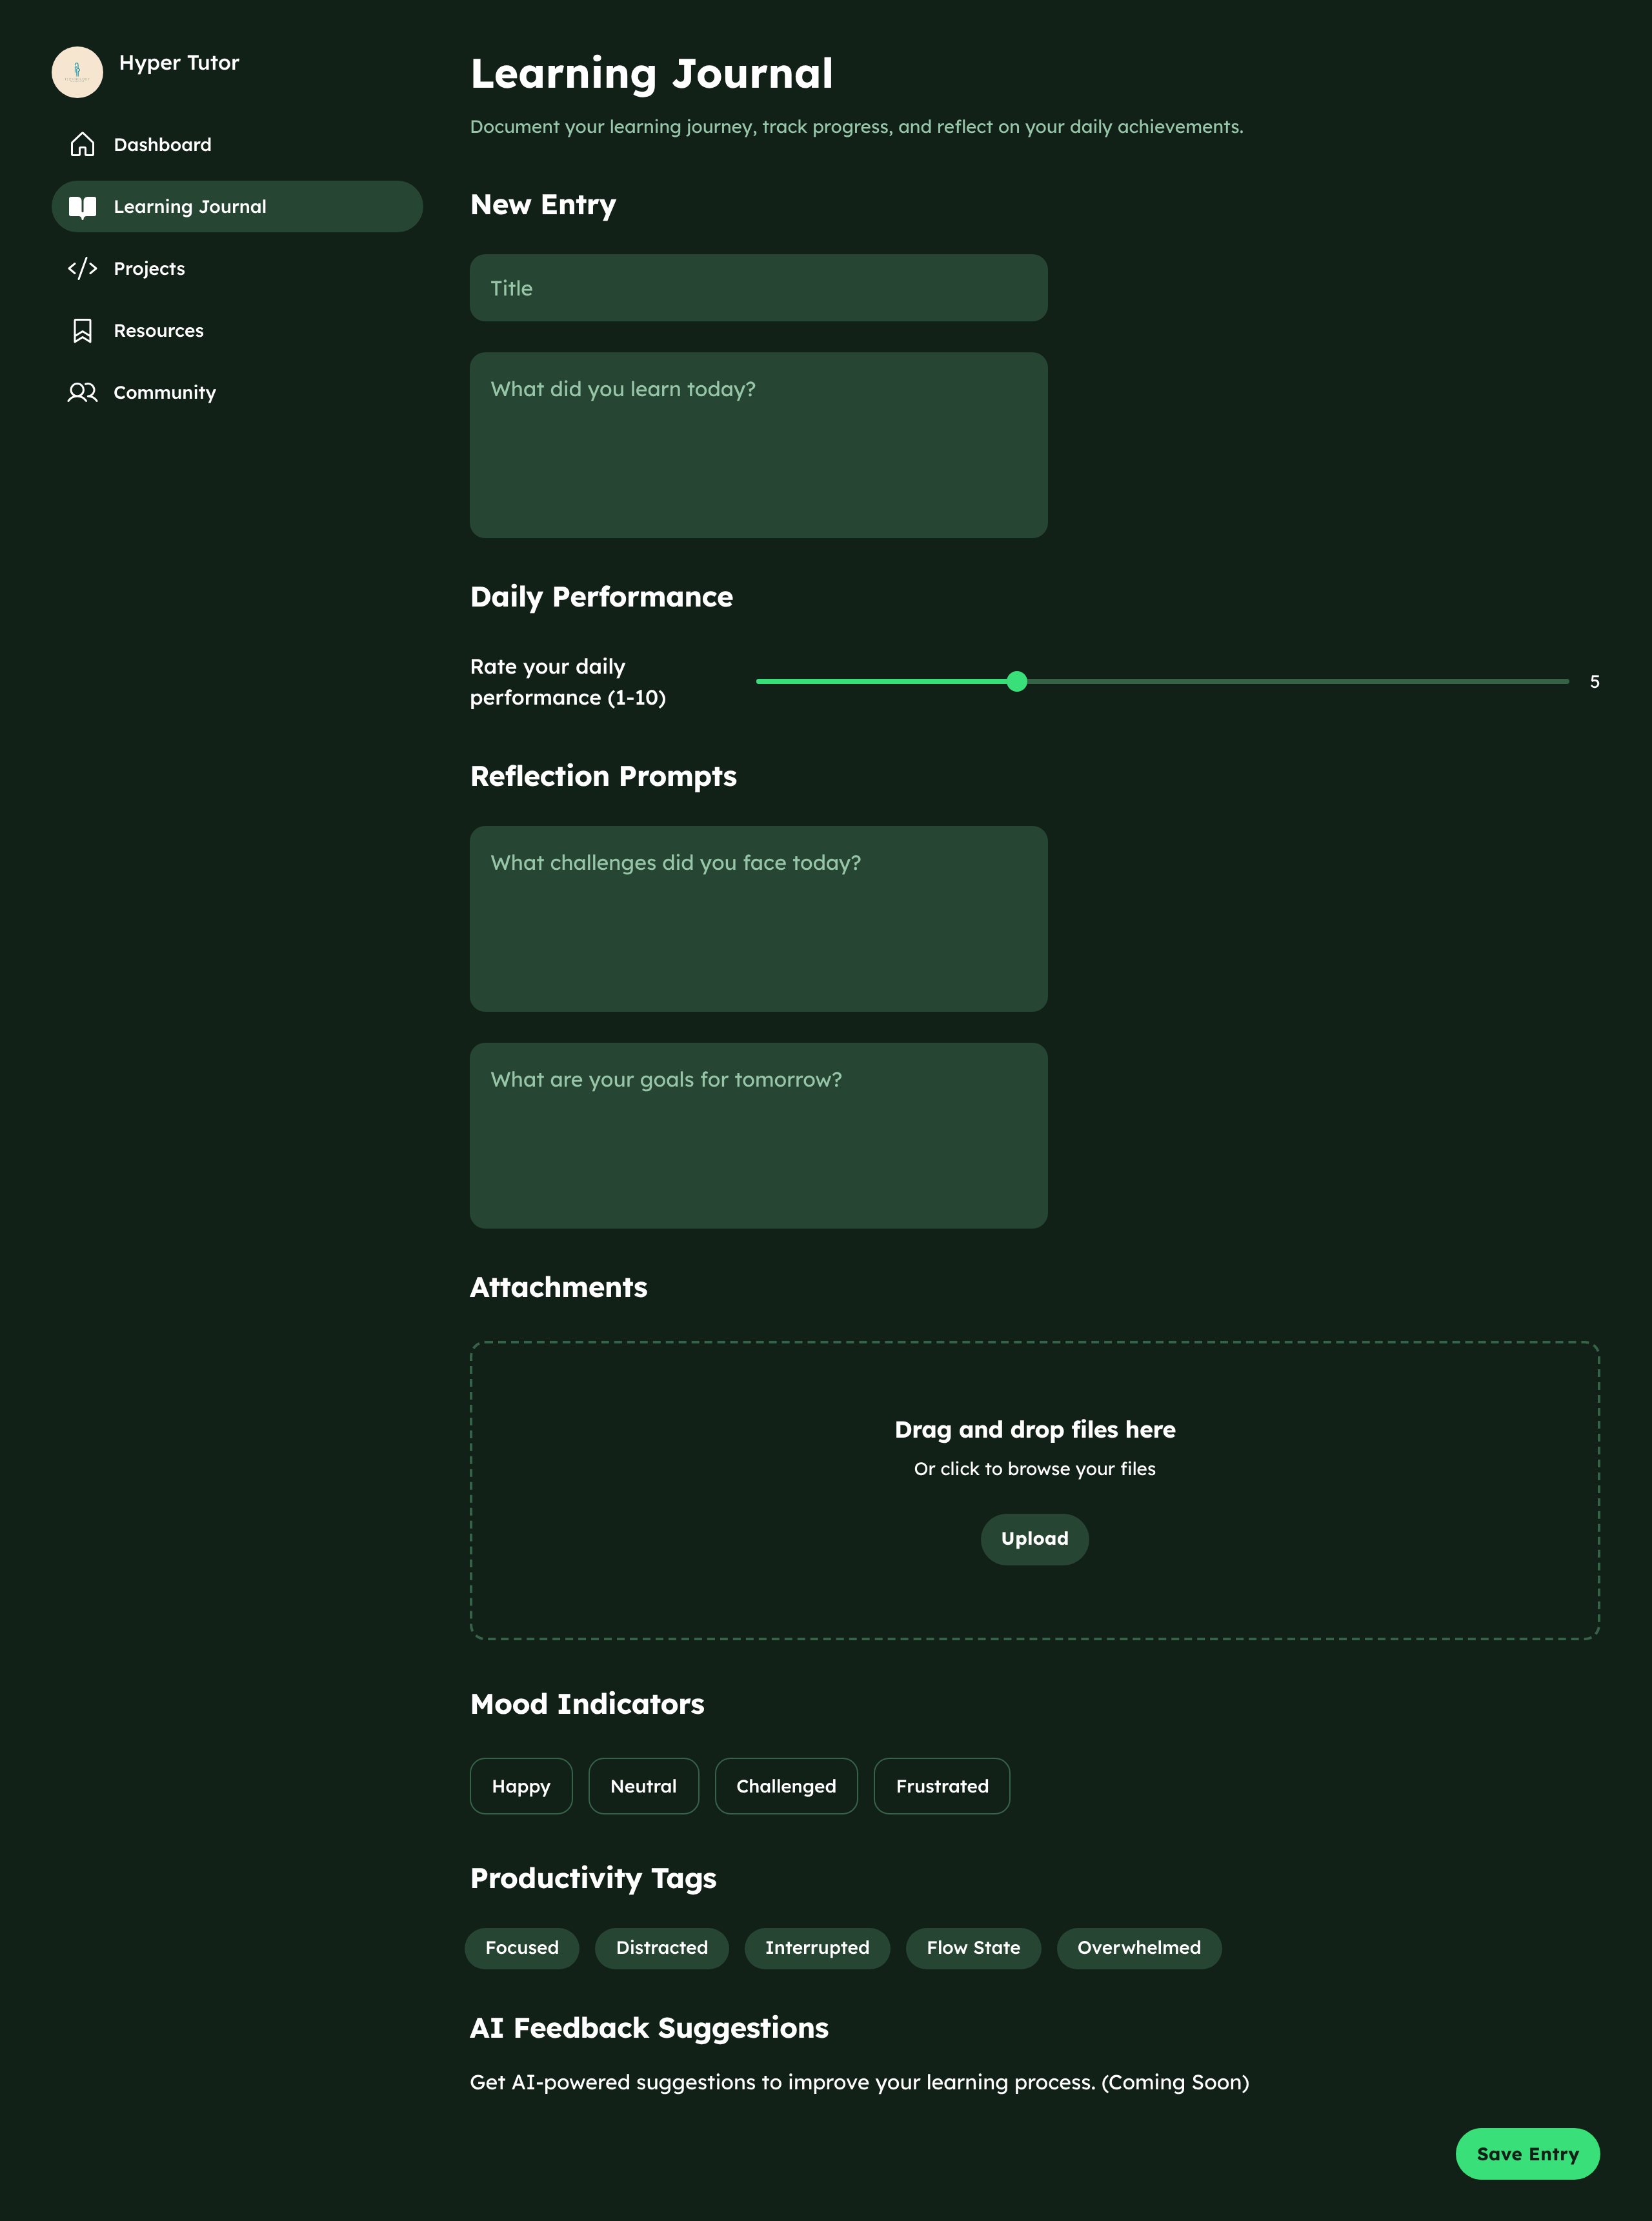 Hyper Tutor
Dashboard
Learning Journal
Projects
Resources
Community
Learning Journal
Document your learning journey, track progress, and reflect on your daily achievements.
New Entry
Title
What did you learn today?
Daily Performance
Rate your daily
performance (1-10)
5
Reflection Prompts
What challenges did you face today?
What are your goals for tomorrow?
Attachments
Drag and drop files here
Or click to browse your files
Upload
Mood Indicators
Happy
Neutral
Challenged
Frustrated
Productivity Tags
Focused
Distracted
Interrupted
Flow State
Overwhelmed
AI Feedback Suggestions
Get AI-powered suggestions to improve your learning process. (Coming Soon)
Save Entry